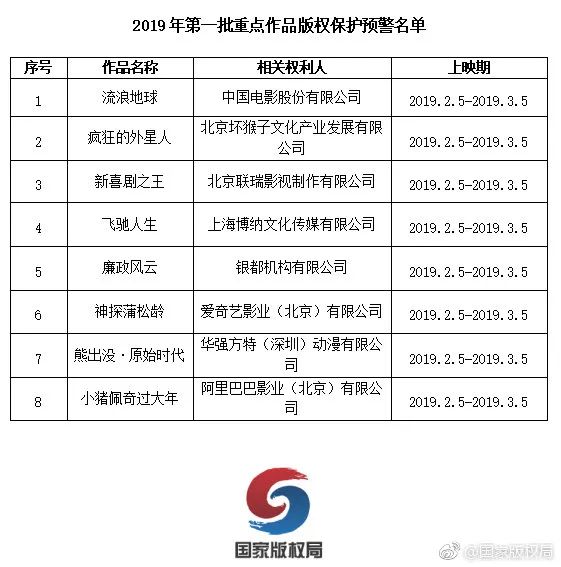 2019 年第一批重点作品版权保护预警名单
序号 作品名称 相关权利人 上映期
1 流浪地球 中国电影股份有限公司 2019.2.5-2019.3.5
2 疯狂的外星人 北京坏猴子文化产业发展有限公司 2019.2.5-2019.3.5
3 新喜剧之王 北京联瑞影视制作有限公司 2019.2.5-2019.3.5
4 飞驰人生 上海博纳文化传媒有限公司 2019.2.5-2019.3.5
5 廉政风云 银都机构有限公司 2019.2.5-2019.3.5
6 神探蒲松龄 爱奇艺影业（北京）有限公司 2019.2.5-2019.3.5
7 熊出没·原始时代 华强方特（深圳）动漫有限公司 2019.2.5-2019.3.5
8 小猪佩奇过大年 阿里巴巴影业（北京）有限公司 2019.2.5-2019.3.5
国家版权局
@国家版权局